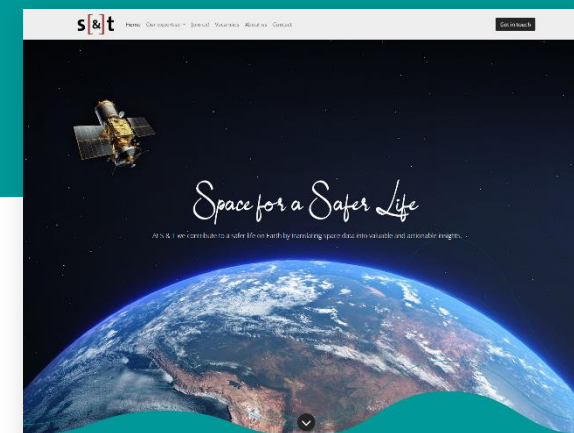 s[&]t
Home Our expertise Join us! Vacancies About us Contact
Get in touch
Space for a Safer Life
At S & T we contribute to a safer life on Earth by translating space data into valuable and actionable insights.